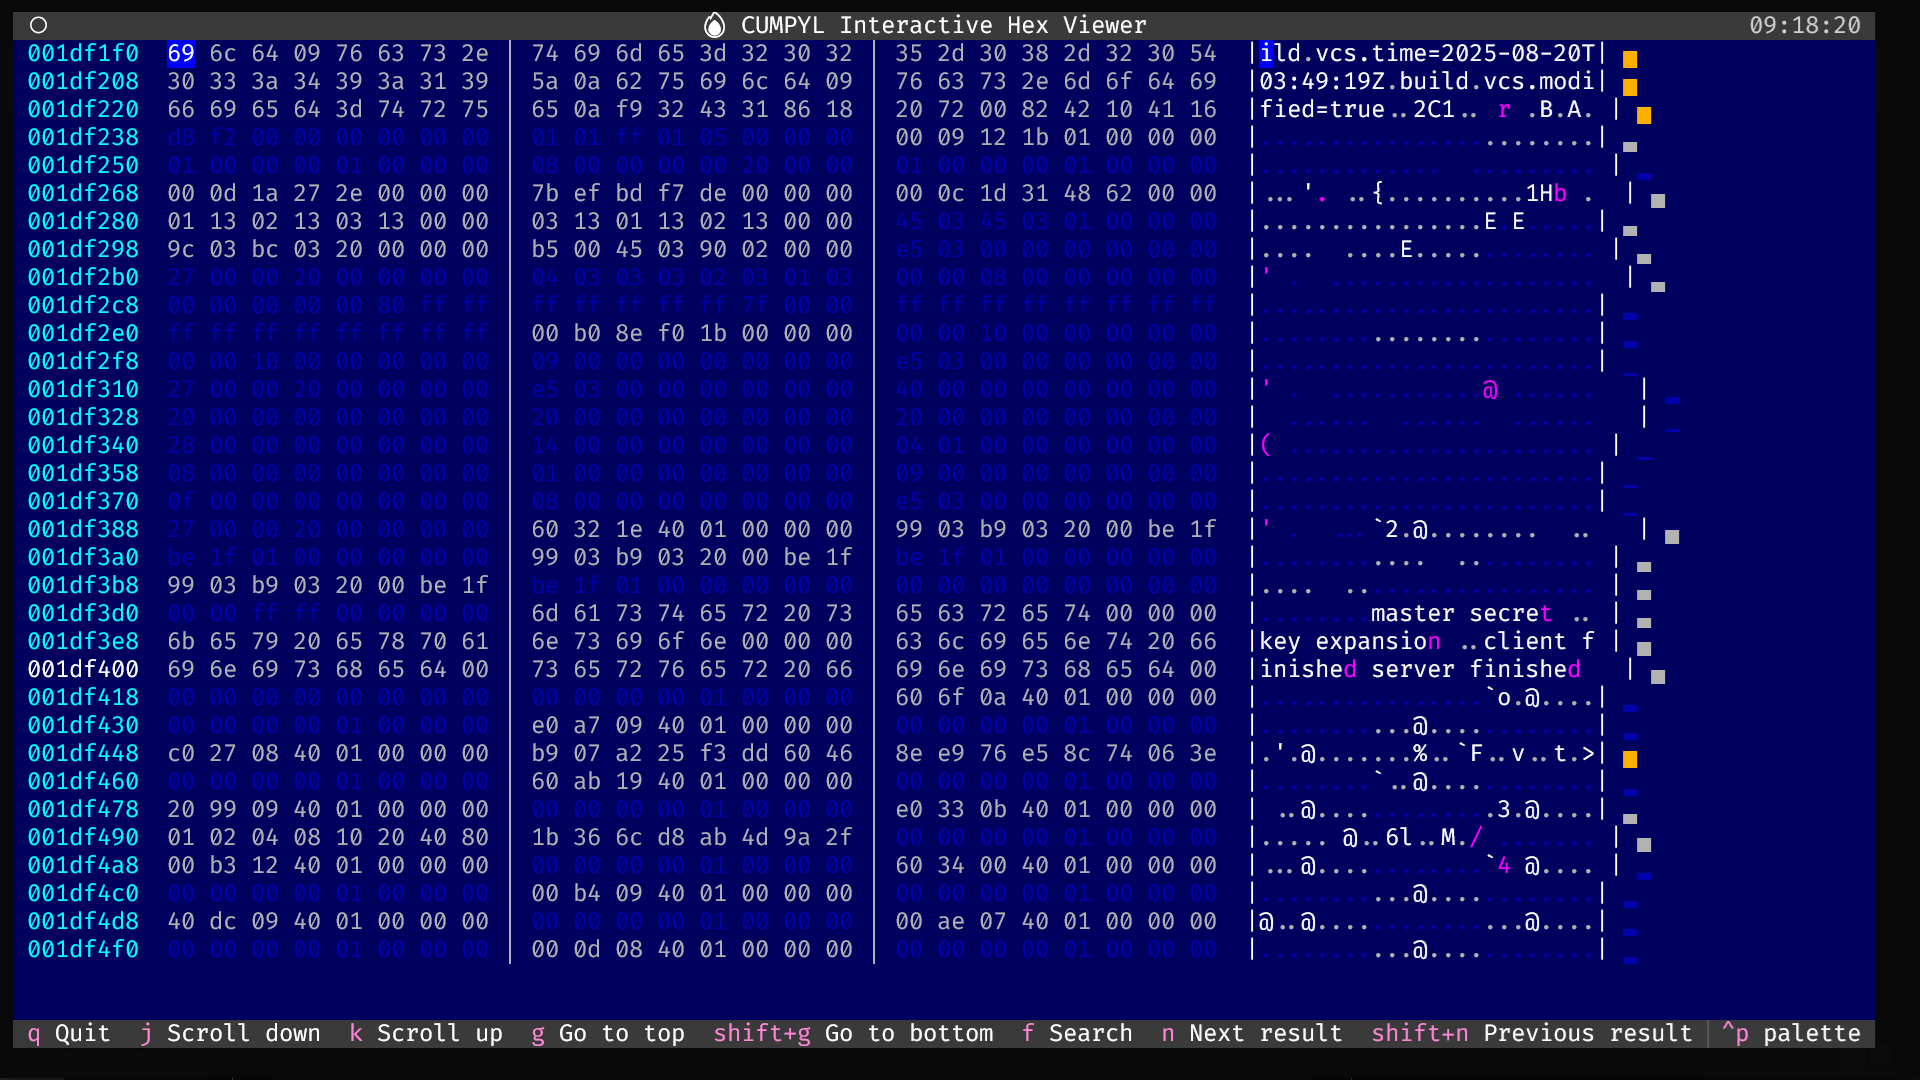 CUMPYL Interactive Hex Viewer 09:18:20
001df1f0 69 6c 64 09 76 63 73 2e 74 69 6d 65 3d 32 30 32 35 2d 30 38 2d 32 30 54 |ild.vcs.time=2025-08-20T|
001df208 30 33 3a 34 39 3a 31 39 5a 0a 62 75 69 6c 64 09 76 63 73 2e 6d 6f 64 69 |03:49:19Z.build.vcs.modi|
001df220 66 69 65 64 3d 74 72 75 65 0a f9 32 43 31 86 18 20 72 00 82 42 10 41 16 |fied=true..2C1.. r .B.A. |
001df238 d8 f2 00 00 00 00 00 00 01 01 ff 01 05 00 00 00 00 09 12 1b 01 00 00 00 |........................|
001df250 01 00 00 00 01 00 00 00 08 00 00 00 00 20 00 00 01 00 00 00 01 00 00 00
001df268 00 0d 1a 27 2e 00 00 00 7b ef bd f7 de 00 00 00 00 0c 1d 31 48 62 00 00 |...'. ..{..........1Hb . |
001df280 01 13 02 13 03 13 00 00 03 13 01 13 02 13 00 00 45 03 45 03 01 00 00 00 |................E E.....|
001df298 9c 03 bc 03 20 00 00 00 b5 00 45 03 90 02 00 00 e5 03 00 00 00 00 00 00 |.... ....E.............. |
001df2b0 27 00 00 20 00 00 00 00 04 03 03 03 02 03 01 03 00 00 08 00 00 00 00 00
001df2c8 00 00 00 00 00 80 ff ff ff ff ff ff ff 7f 00 00 ff ff ff ff ff ff ff ff
001df2e0 ff ff ff ff ff ff ff ff 00 b0 8e f0 1b 00 00 00 00 00 10 00 00 00 00 00
001df2f8 00 00 10 00 00 00 00 00 09 00 00 00 00 00 00 00 e5 03 00 00 00 00 00 00
001df310 27 00 00 20 00 00 00 00 e5 03 00 00 00 00 00 00 40 00 00 00 00 00 00 00
001df328 20 00 00 00 00 00 00 00 20 00 00 00 00 00 00 00 20 00 00 00 00 00 00 00
001df340 28 00 00 00 00 00 00 00 14 00 00 00 00 00 00 00 04 01 00 00 00 00 00 00
001df358 08 00 00 00 00 00 00 00 01 00 00 00 00 00 00 00 09 00 00 00 00 00 00 00
001df370 0f 00 00 00 00 00 00 00 08 00 00 00 00 00 00 00 e5 03 00 00 00 00 00 00
001df388 27 00 00 20 00 00 00 00 60 32 1e 40 01 00 00 00 99 03 b9 03 20 00 be 1f |' . ...`2.@........ .. |
001df3a0 be 1f 01 00 00 00 00 00 99 03 b9 03 20 00 be 1f be 1f 01 00 00 00 00 00
001df3b8 99 03 b9 03 20 00 be 1f be 1f 01 00 00 00 00 00 00 00 00 00 00 00 00 00
001df3d0 00 00 ff ff 00 00 00 00 6d 61 73 74 65 72 20 73 65 63 72 65 74 00 00 00 |........master secret .. |
001df3e8 6b 65 79 20 65 78 70 61 6e 73 69 6f 6e 00 00 00 63 6c 69 65 6e 74 20 66 |key expansion ..client f |
001df400 69 6e 69 73 68 65 64 00 73 65 72 76 65 72 20 66 69 6e 69 73 68 65 64 00 |inished server finished |
001df418 00 00 00 00 01 00 00 00 60 6f 0a 40 01 00 00 00 |................`o.@....|
001df430 00 00 00 00 01 00 00 00 e0 a7 09 40 01 00 00 00 00 00 00 00 01 00 00 00 |...........@............|
001df448 c0 27 08 40 01 00 00 00 b9 07 a2 25 f3 dd 60 46 8e e9 76 e5 8c 74 06 3e |.'.@.......%..`F..v..t.>|
001df460 00 00 00 00 01 00 00 00 60 ab 19 40 01 00 00 00 00 00 00 00 01 00 00 00 |........`..@............|
001df478 20 99 09 40 01 00 00 00 00 00 00 00 01 00 00 00 e0 33 0b 40 01 00 00 00 | ..@.............3.@....|
001df490 01 02 04 08 10 20 40 80 1b 36 6c d8 ab 4d 9a 2f 00 00 00 00 01 00 00 00 |..... @..6l..M./ |
001df4a8 00 b3 12 40 01 00 00 00 00 00 00 00 01 00 00 00 60 34 00 40 01 00 00 00 |...@............`4 @....|
001df4c0 00 00 00 00 01 00 00 00 00 b4 09 40 01 00 00 00 00 00 00 00 01 00 00 00 |...........@............|
001df4d8 40 dc 09 40 01 00 00 00 00 00 00 00 01 00 00 00 00 ae 07 40 01 00 00 00 |@..@...............@....|
001df4f0 00 00 00 00 01 00 00 00 00 0d 08 40 01 00 00 00 00 00 00 00 01 00 00 00 |...........@............|
q Quit j Scroll down k Scroll up g Go to top shift+g Go to bottom f Search n Next result shift+n Previous result ^p palette